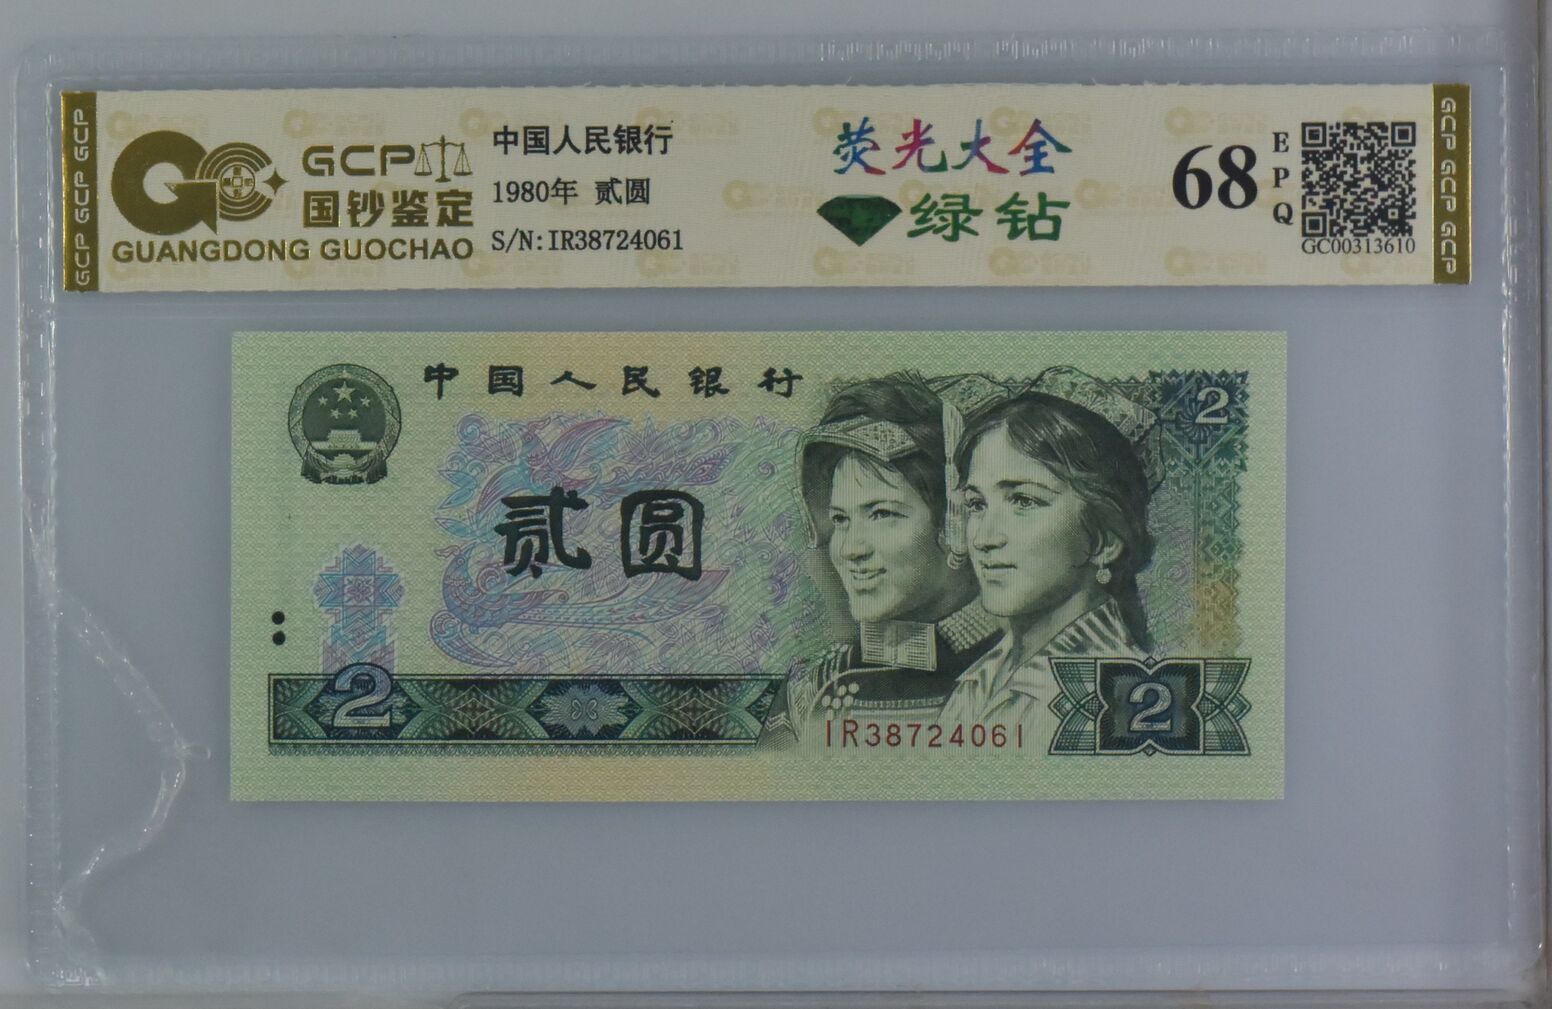 GCP GCP GCP
GCP
国钞鉴定
GUANGDONG GUOCHAO
中国人民银行
1980年 贰圆
S/N:IR38724061
荧光大全
绿钻
68
EPQ
GC00313610
GCP GCP GCP
中国人民银行
2
贰圆
2
IR38724061
2